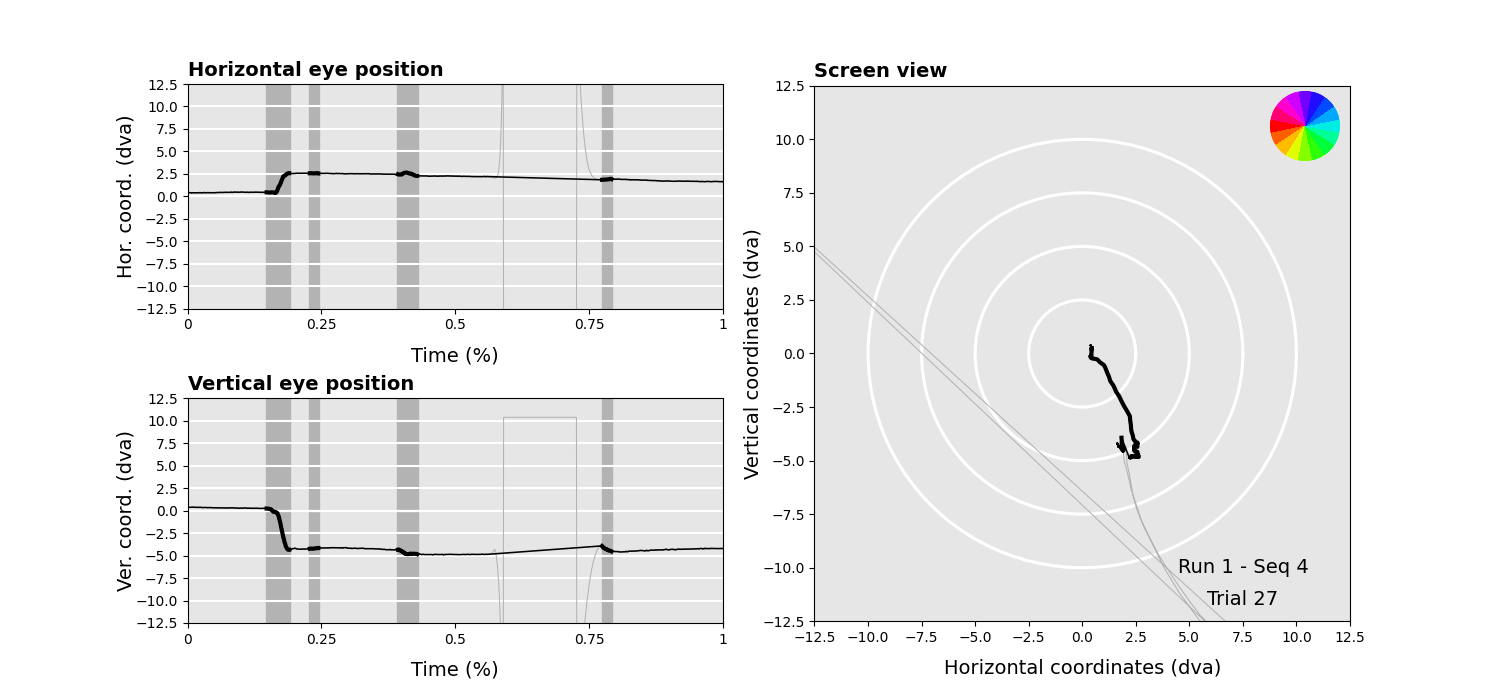 Horizontal eye position
12.5
10.0
7.5
5.0
2.5
0.0
−2.5
−5.0
−7.5
−10.0
−12.5
Hor. coord. (dva)
0 0.25 0.5 0.75 1
Time (%)
Vertical eye position
12.5
10.0
7.5
5.0
2.5
0.0
−2.5
−5.0
−7.5
−10.0
−12.5
Ver. coord. (dva)
0 0.25 0.5 0.75 1
Time (%)
Screen view
12.5
10.0
7.5
5.0
2.5
0.0
−2.5
−5.0
−7.5
−10.0
−12.5
Vertical coordinates (dva)
Run 1 - Seq 4
Trial 27
−12.5 −10.0 −7.5 −5.0 −2.5 0.0 2.5 5.0 7.5 10.0 12.5
Horizontal coordinates (dva)